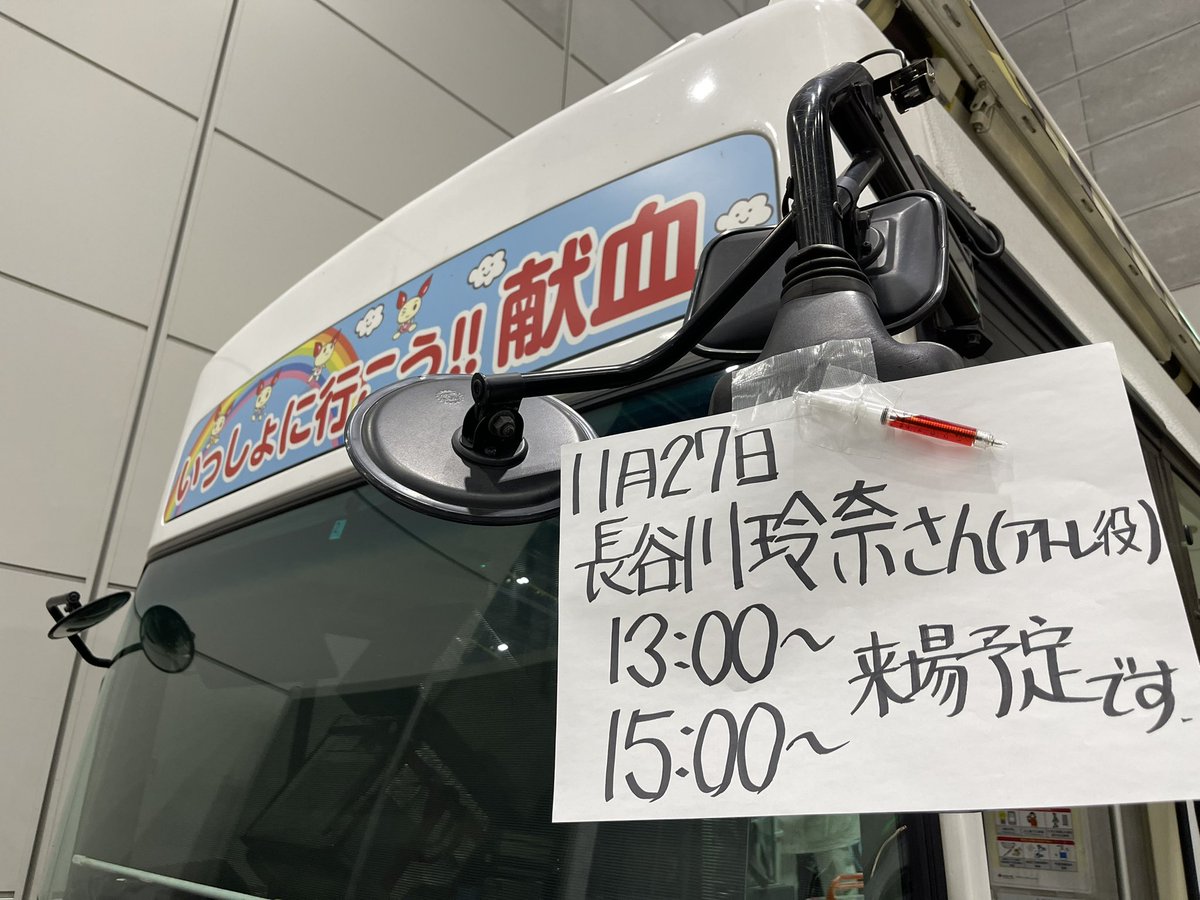 いっしょに行こう!! 献血
11月27日
長谷川玲奈さん(アトレ役)
13:00～
15:00～
来場予定です.